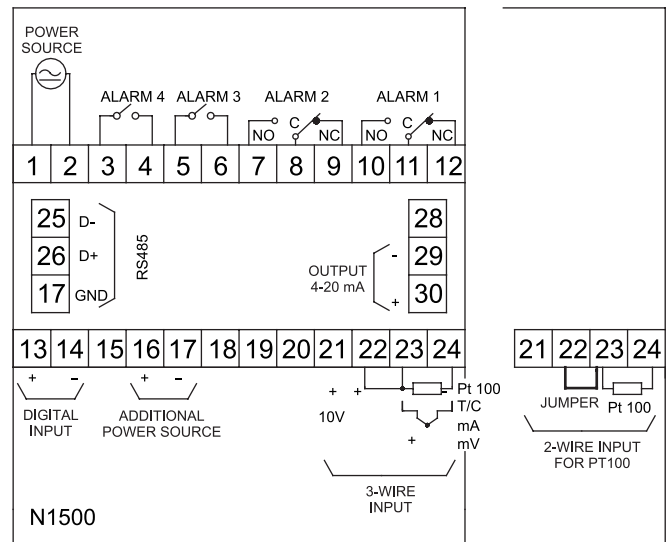 POWER
SOURCE
ALARM 4 ALARM 3 ALARM 2 ALARM 1
NO C NC NO C NC
1 2 3 4 5 6 7 8 9 10 11 12
25 D-
26 D+
17 GND
RS485
OUTPUT
4-20 mA
-
+
28
29
30
13 14 15 16 17 18 19 20 21 22 23 24
+ - + -
DIGITAL
INPUT
ADDITIONAL
POWER SOURCE
+ + - Pt 100
10V T/C
mA
+ mV
3-WIRE
INPUT
N1500
21 22 23 24
JUMPER Pt 100
2-WIRE INPUT
FOR PT100